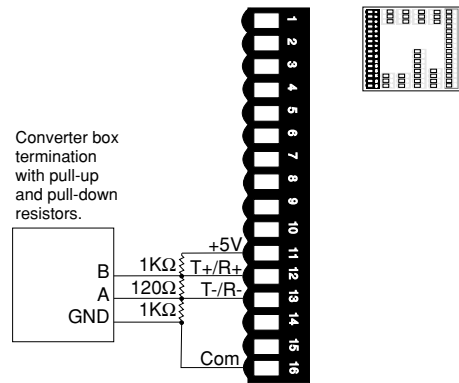 1
2
3
4
5
6
7
8
9
10
11
12
13
14
15
16
Converter box
termination
with pull-up
and pull-down
resistors.
+5V
B 1KΩ T+/R+
A 120Ω T-/R-
GND 1KΩ
Com